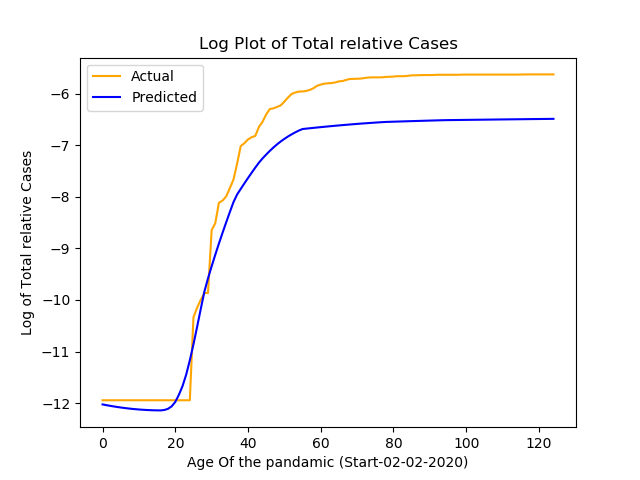 Log Plot of Total relative Cases
Actual
Predicted
Log of Total relative Cases
−6
−7
−8
−9
−10
−11
−12
0 20 40 60 80 100 120
Age Of the pandamic (Start-02-02-2020)